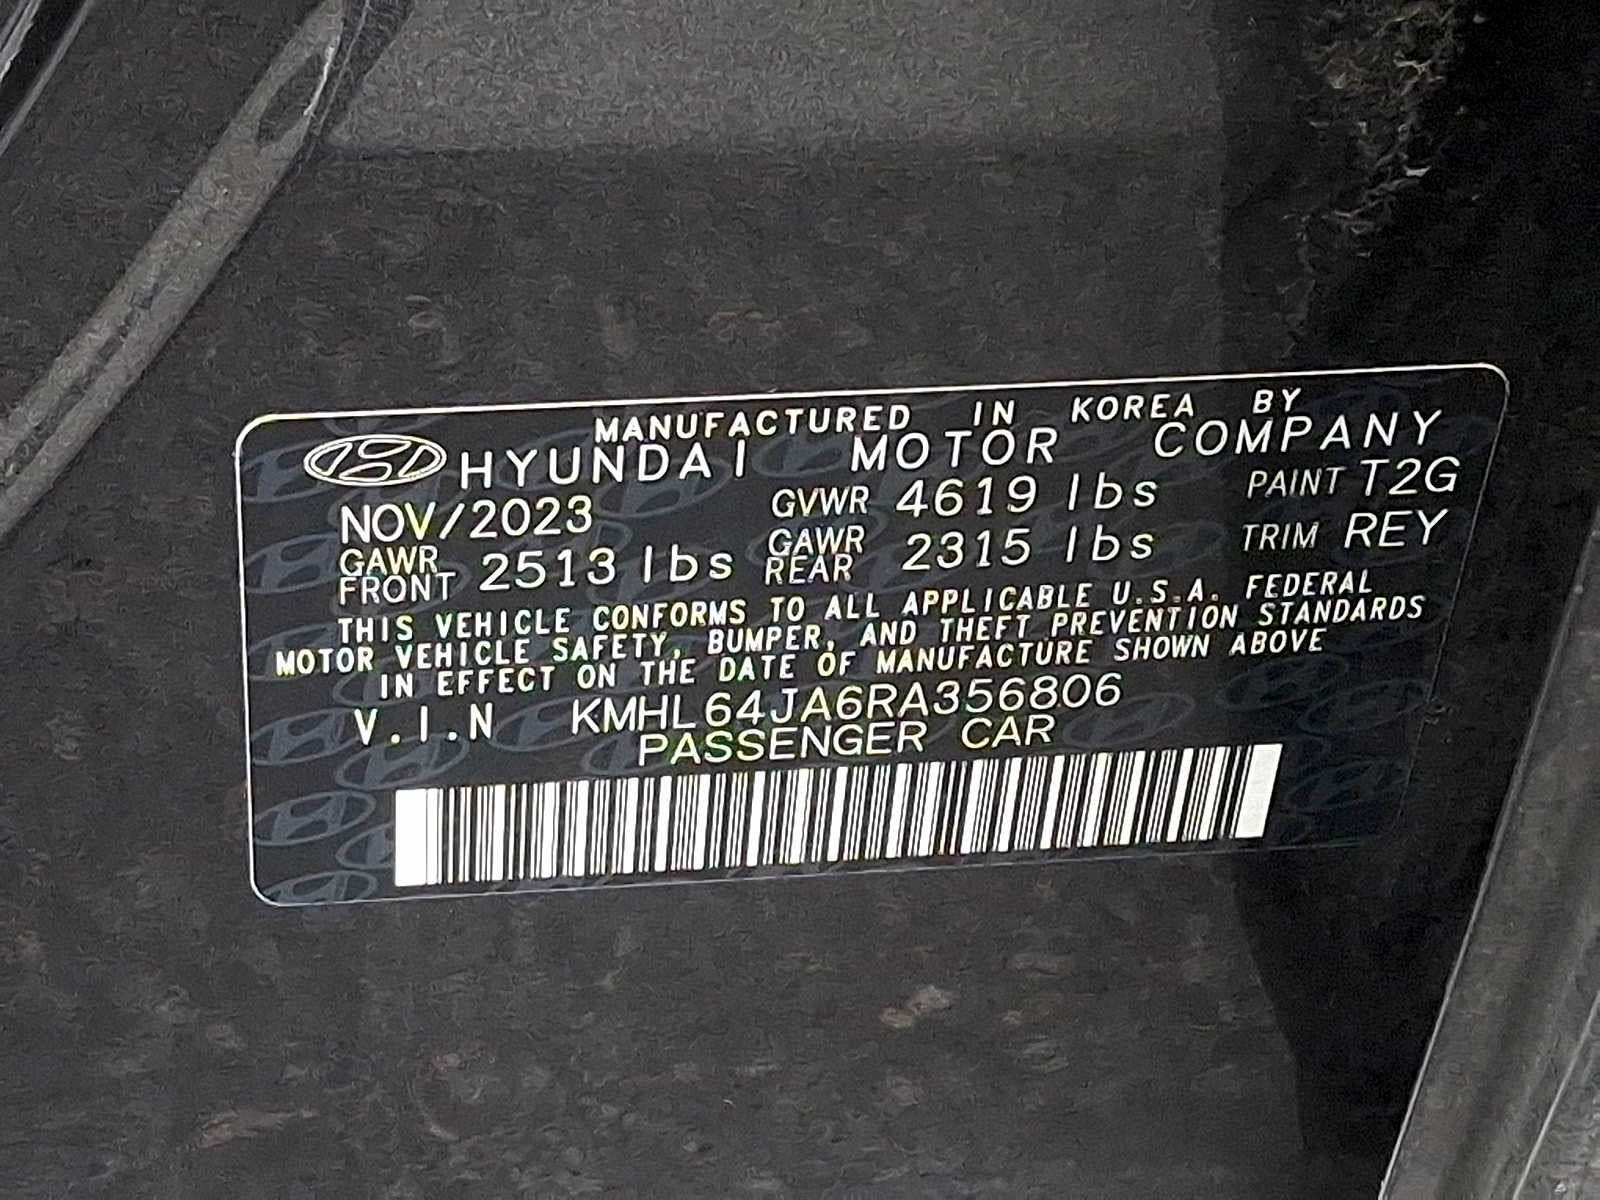 MANUFACTURED IN KOREA BY
HYUNDAI MOTOR COMPANY
NOV/2023 GVWR 4619 lbs PAINT T2G
GAWR FRONT 2513 lbs GAWR REAR 2315 lbs TRIM REY
THIS VEHICLE CONFORMS TO ALL APPLICABLE U.S.A. FEDERAL
MOTOR VEHICLE SAFETY, BUMPER, AND THEFT PREVENTION STANDARDS
IN EFFECT ON THE DATE OF MANUFACTURE SHOWN ABOVE
V.I.N KMHL64JA6RA356806
PASSENGER CAR